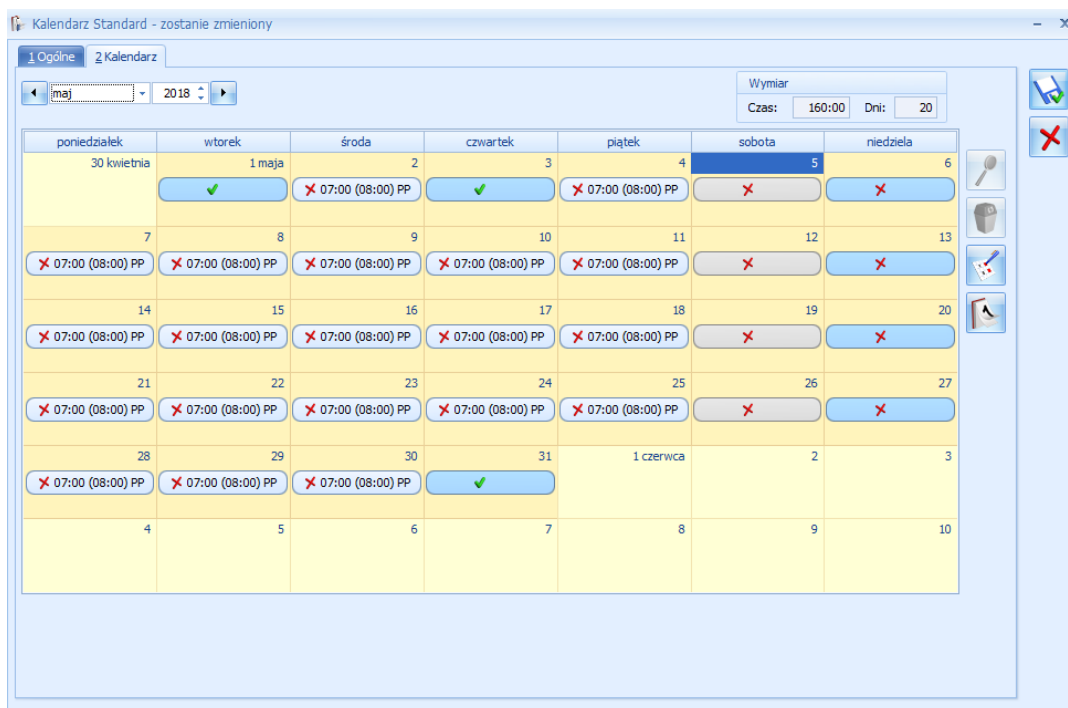 Kalendarz Standard - zostanie zmieniony
1 Ogólne 2 Kalendarz
maj 2018
Wymiar
Czas: 160:00 Dni: 20
poniedziałek wtorek środa czwartek piątek sobota niedziela
30 kwietnia 1 maja 2 3 4 5 6
07:00 (08:00) PP 07:00 (08:00) PP
7 8 9 10 11 12 13
07:00 (08:00) PP 07:00 (08:00) PP 07:00 (08:00) PP 07:00 (08:00) PP 07:00 (08:00) PP
14 15 16 17 18 19 20
07:00 (08:00) PP 07:00 (08:00) PP 07:00 (08:00) PP 07:00 (08:00) PP 07:00 (08:00) PP
21 22 23 24 25 26 27
07:00 (08:00) PP 07:00 (08:00) PP 07:00 (08:00) PP 07:00 (08:00) PP 07:00 (08:00) PP
28 29 30 31 1 czerwca 2 3
07:00 (08:00) PP 07:00 (08:00) PP 07:00 (08:00) PP
4 5 6 7 8 9 10